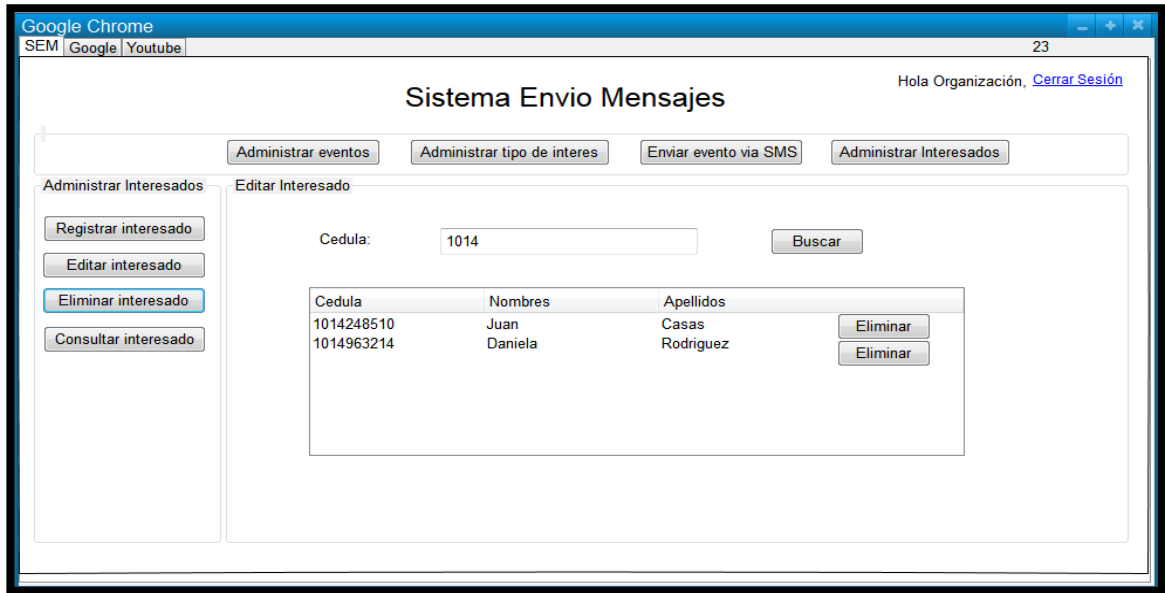 Google Chrome
SEM Google Youtube 23
Hola Organización, Cerrar Sesión
Sistema Envio Mensajes
Administrar eventos Administrar tipo de interes Enviar evento via SMS Administrar Interesados
Administrar Interesados
Registrar interesado
Editar interesado
Eliminar interesado
Consultar interesado
Editar Interesado
Cedula: 1014 Buscar
Cedula Nombres Apellidos
1014248510 Juan Casas Eliminar
1014963214 Daniela Rodriguez Eliminar